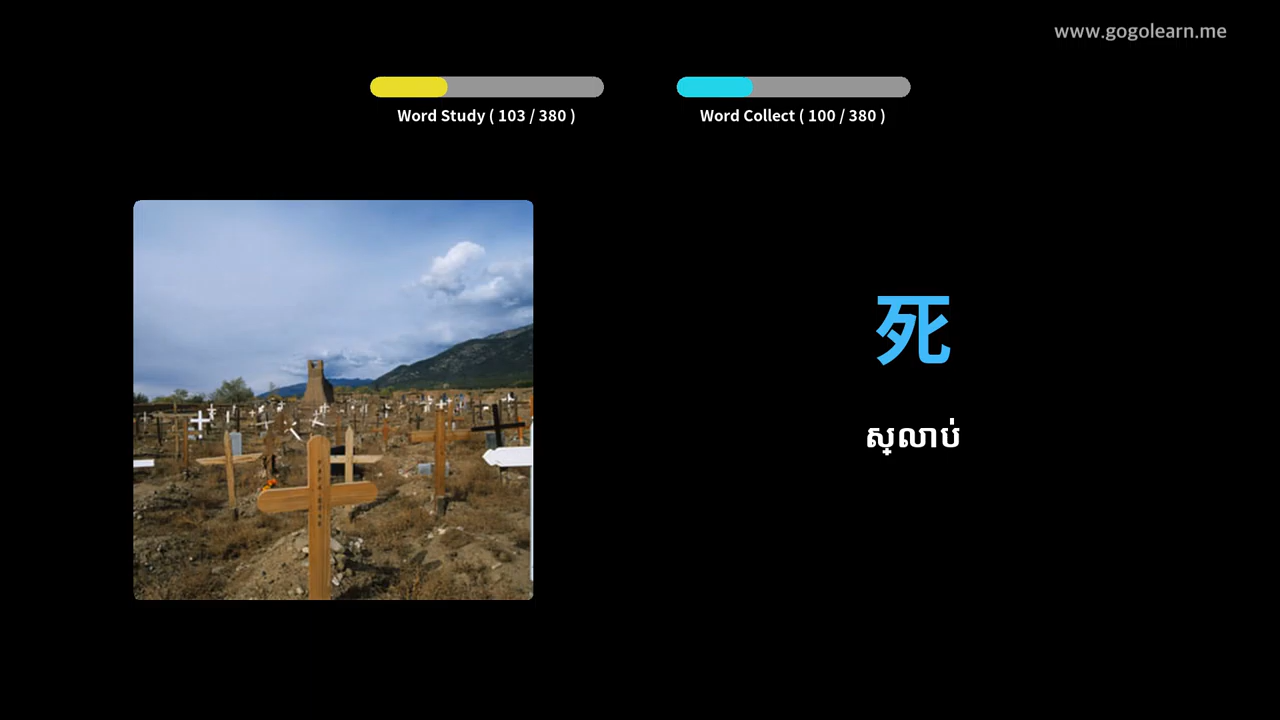 www.gogolearn.me
Word Study ( 103 / 380 )
Word Collect ( 100 / 380 )
死
ស្លាប់